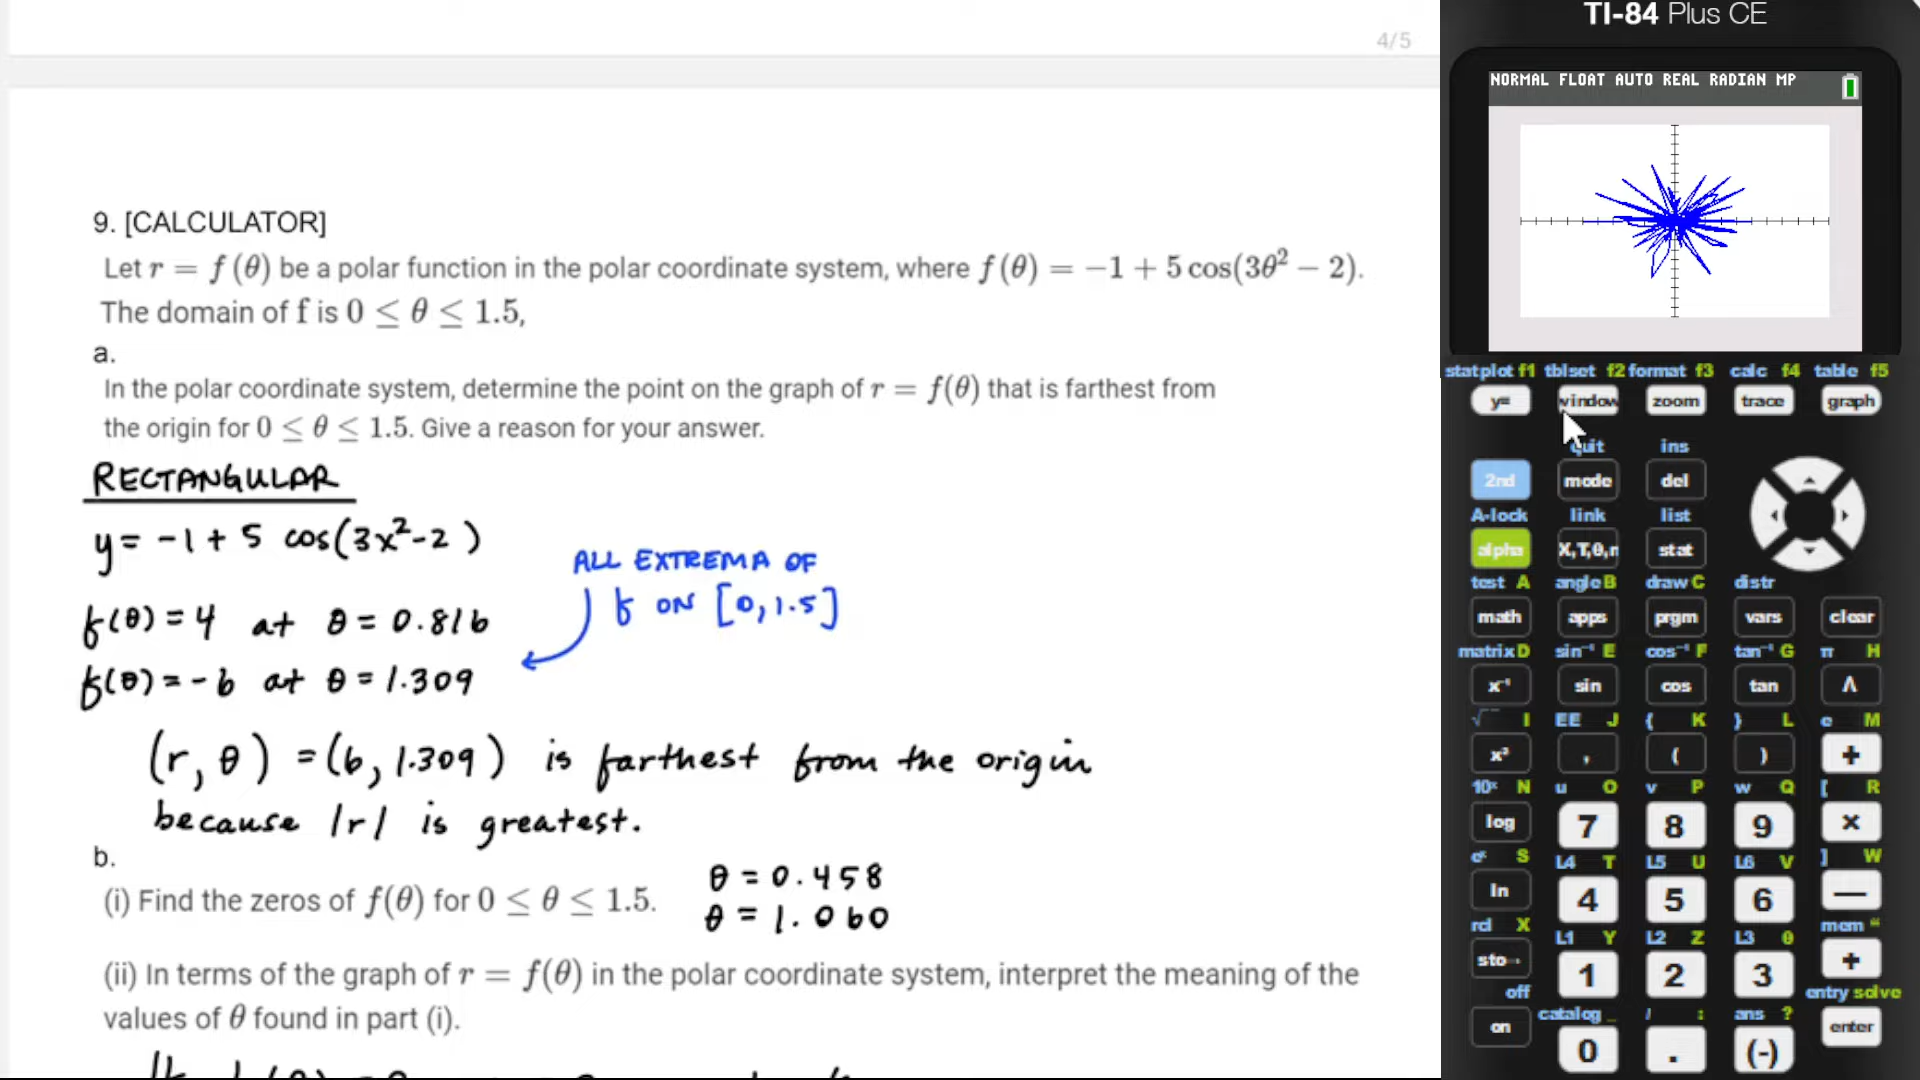 4/5
9. [CALCULATOR]
Let r = f (θ) be a polar function in the polar coordinate system, where f (θ) = −1 + 5 cos(3θ² − 2).
The domain of f is 0 ≤ θ ≤ 1.5,
a.
In the polar coordinate system, determine the point on the graph of r = f(θ) that is farthest from
the origin for 0 ≤ θ ≤ 1.5. Give a reason for your answer.
RECTANGULAR
y = -1 + 5 cos(3x²-2)
ALL EXTREMA OF
f ON [0,1.5]
f(θ) = 4 at θ = 0.816
f(θ) = -6 at θ = 1.309
(r, θ) = (6, 1.309) is farthest from the origin
because |r| is greatest.
b.
(i) Find the zeros of f(θ) for 0 ≤ θ ≤ 1.5.
θ = 0.458
θ = 1.060
(ii) In terms of the graph of r = f(θ) in the polar coordinate system, interpret the meaning of the
values of θ found in part (i).
TI-84 Plus CE
NORMAL FLOAT AUTO REAL RADIAN MP
statplot f1 tblset f2 format f3 calc f4 table f5
y= window zoom trace graph
quit ins
2nd mode del
A-lock link list
alpha X,T,θ,n stat
test A angle B draw C distr
math apps prgm vars clear
matrix D sin⁻¹ E cos⁻¹ F tan⁻¹ G π H
x⁻¹ sin cos tan ^
√ I EE J { K } L e M
x² , ( ) ÷
10ˣ N u O v P w Q [ R
log 7 8 9 ×
eˣ S L4 T L5 U L6 V ] W
ln 4 5 6 —
rcl X L1 Y L2 Z L3 θ mem "
sto→ 1 2 3 +
off catalog _ i : ans ? entry solve
on 0 . (-) enter